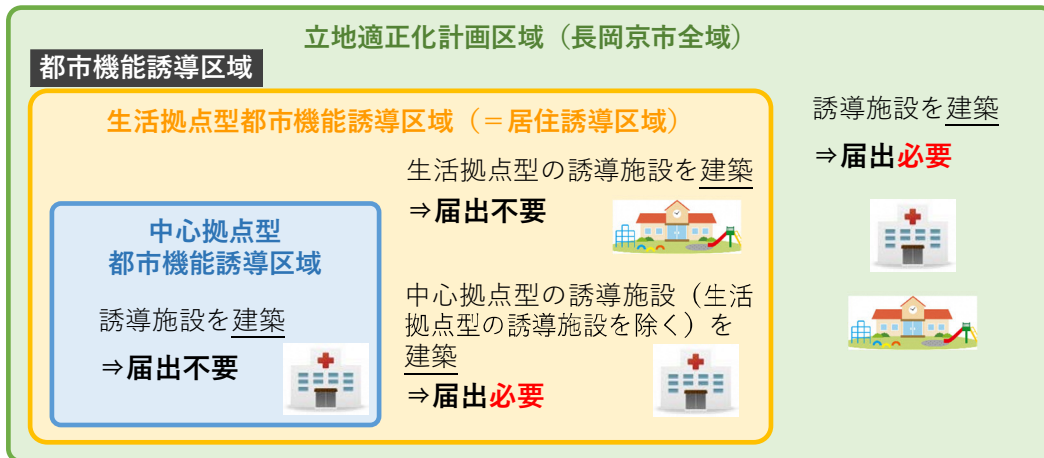 立地適正化計画区域（長岡京市全域）
都市機能誘導区域
生活拠点型都市機能誘導区域（＝居住誘導区域）
誘導施設を建築
⇒届出必要
生活拠点型の誘導施設を建築
⇒届出不要
中心拠点型
都市機能誘導区域
誘導施設を建築
⇒届出不要
中心拠点型の誘導施設（生活
拠点型の誘導施設を除く）を
建築
⇒届出必要